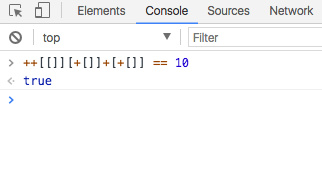 Elements Console Sources Network
top Filter
> ++[[]][+[]]+[+[]] == 10
< true
>